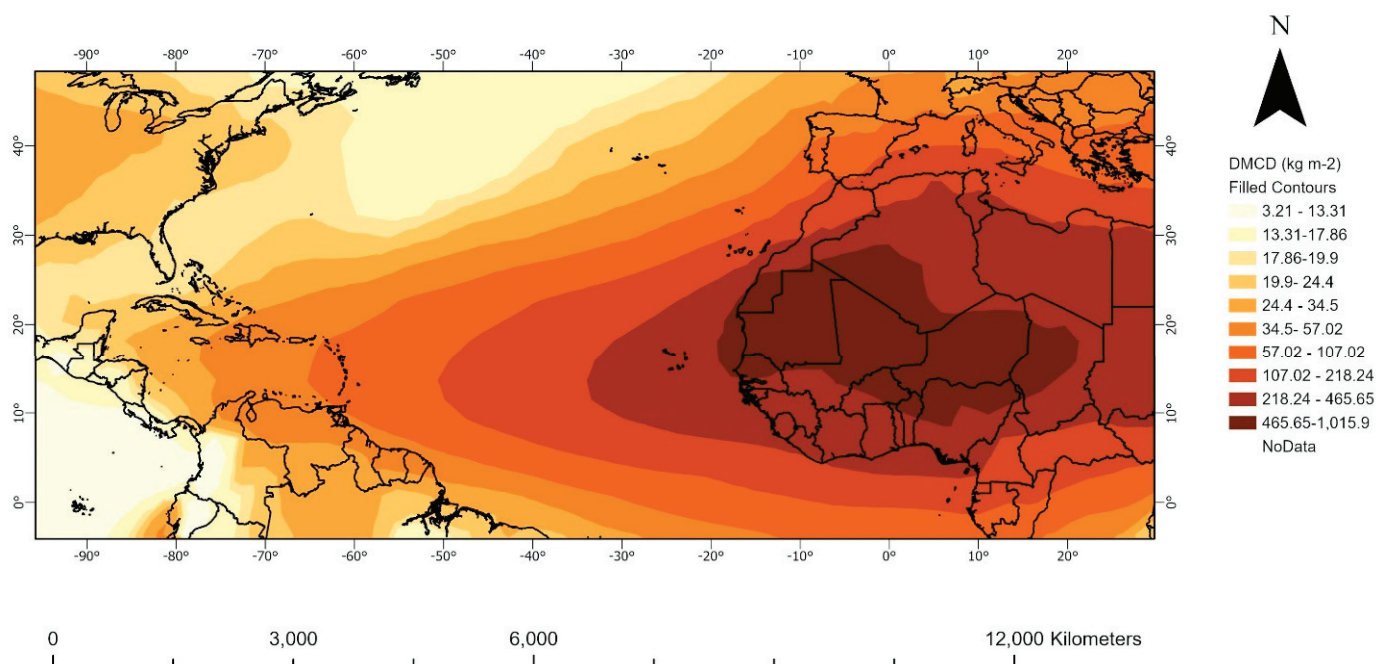 N
-90° -80° -70° -60° -50° -40° -30° -20° -10° 0° 10° 20°
40° 40°
30° 30°
20° 20°
10° 10°
0° 0°
-90° -80° -70° -60° -50° -40° -30° -20° -10° 0° 10° 20°
DMCD (kg m-2)
Filled Contours
3.21 - 13.31
13.31-17.86
17.86-19.9
19.9- 24.4
24.4 - 34.5
34.5- 57.02
57.02 - 107.02
107.02 - 218.24
218.24 - 465.65
465.65-1,015.9
NoData
0 3,000 6,000 12,000 Kilometers